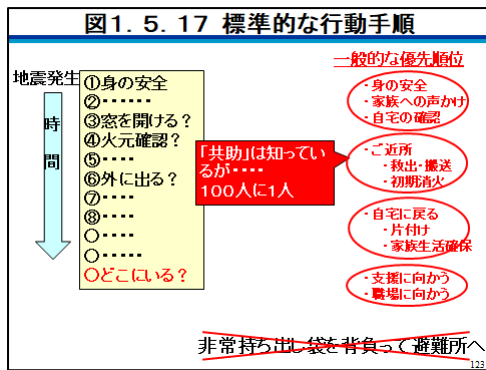 図1.5.17 標準的な行動手順
地震発生
時
間
①身の安全
②‥‥‥
③窓を開ける？
④火元確認？
⑤‥‥
⑥外に出る？
⑦‥‥
⑧‥‥
○‥‥
○‥‥‥
○どこにいる？
「共助」は知ってい
るが‥‥
100人に1人
一般的な優先順位
・身の安全
・家族への声かけ
・自宅の確認
・ご近所
・救出・搬送
・初期消火
・自宅に戻る
・片付け
・家族生活確保
・支援に向かう
・職場に向かう
非常持ち出し袋を背負って避難所へ
123